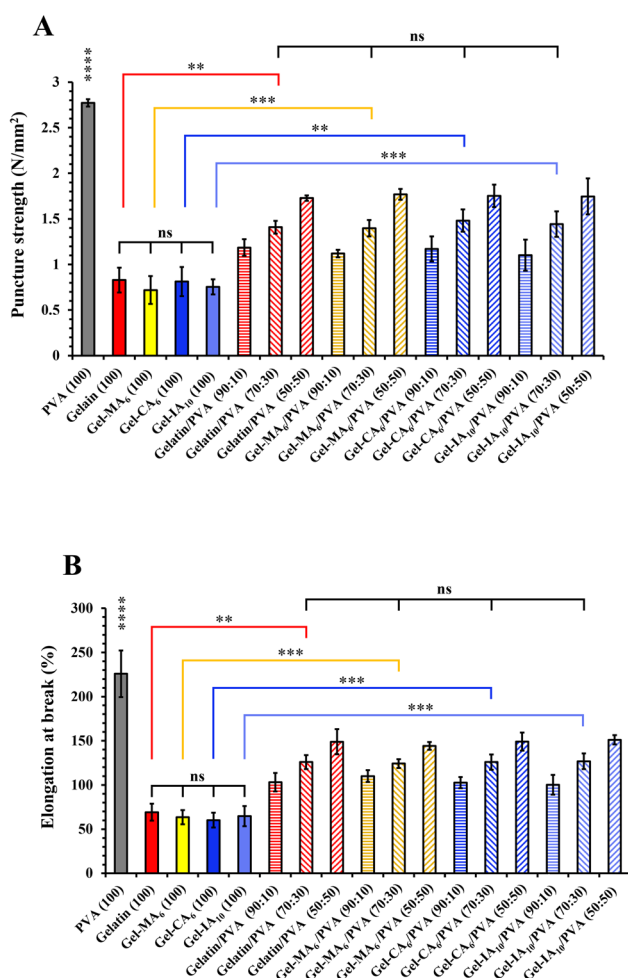 A
ns
****
**
***
**
***
ns
Puncture strength (N/mm²)
3
2.5
2
1.5
1
0.5
0
PVA (100)
Gelain (100)
Gel-MA₆ (100)
Gel-CA₆ (100)
Gel-IA₁₀ (100)
Gelatin/PVA (90:10)
Gelatin/PVA (70:30)
Gelatin/PVA (50:50)
Gel-MA₆/PVA (90:10)
Gel-MA₆/PVA (70:30)
Gel-MA₆/PVA (50:50)
Gel-CA₆/PVA (90:10)
Gel-CA₆/PVA (70:30)
Gel-CA₆/PVA (50:50)
Gel-IA₁₀/PVA (90:10)
Gel-IA₁₀/PVA (70:30)
Gel-IA₁₀/PVA (50:50)
B
ns
****
**
***
***
***
ns
Elongation at break (%)
300
250
200
150
100
50
0
PVA (100)
Gelatin (100)
Gel-MA₆ (100)
Gel-CA₆ (100)
Gel-IA₁₀ (100)
Gelatin/PVA (90:10)
Gelatin/PVA (70:30)
Gelatin/PVA (50:50)
Gel-MA₆/PVA (90:10)
Gel-MA₆/PVA (70:30)
Gel-MA₆/PVA (50:50)
Gel-CA₆/PVA (90:10)
Gel-CA₆/PVA (70:30)
Gel-CA₆/PVA (50:50)
Gel-IA₁₀/PVA (90:10)
Gel-IA₁₀/PVA (70:30)
Gel-IA₁₀/PVA (50:50)